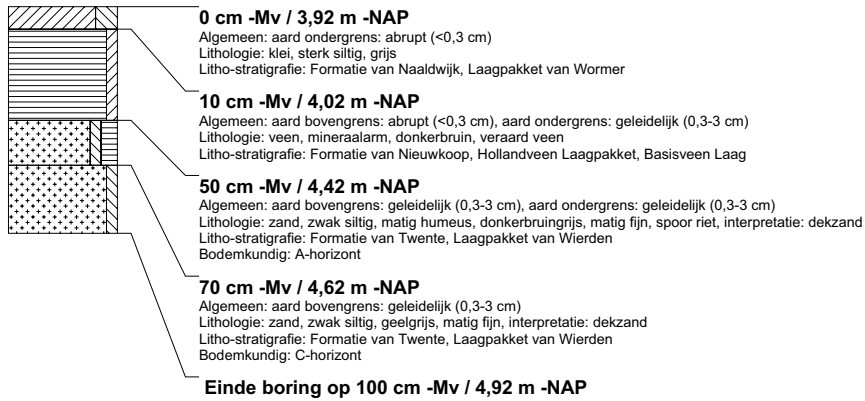 0 cm -Mv / 3,92 m -NAP
Algemeen: aard ondergrens: abrupt (<0,3 cm)
Lithologie: klei, sterk siltig, grijs
Litho-stratigrafie: Formatie van Naaldwijk, Laagpakket van Wormer
10 cm -Mv / 4,02 m -NAP
Algemeen: aard bovengrens: abrupt (<0,3 cm), aard ondergrens: geleidelijk (0,3-3 cm)
Lithologie: veen, mineraalarm, donkerbruin, veraard veen
Litho-stratigrafie: Formatie van Nieuwkoop, Hollandveen Laagpakket, Basisveen Laag
50 cm -Mv / 4,42 m -NAP
Algemeen: aard bovengrens: geleidelijk (0,3-3 cm), aard ondergrens: geleidelijk (0,3-3 cm)
Lithologie: zand, zwak siltig, matig humeus, donkerbruingrijs, matig fijn, spoor riet, interpretatie: dekzand
Litho-stratigrafie: Formatie van Twente, Laagpakket van Wierden
Bodemkundig: A-horizont
70 cm -Mv / 4,62 m -NAP
Algemeen: aard bovengrens: geleidelijk (0,3-3 cm)
Lithologie: zand, zwak siltig, geelgrijs, matig fijn, interpretatie: dekzand
Litho-stratigrafie: Formatie van Twente, Laagpakket van Wierden
Bodemkundig: C-horizont
Einde boring op 100 cm -Mv / 4,92 m -NAP